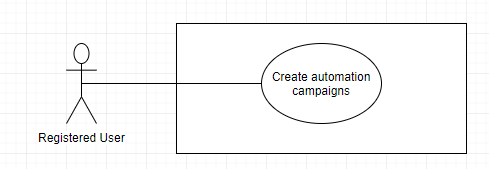 Create automation
campaigns
Registered User